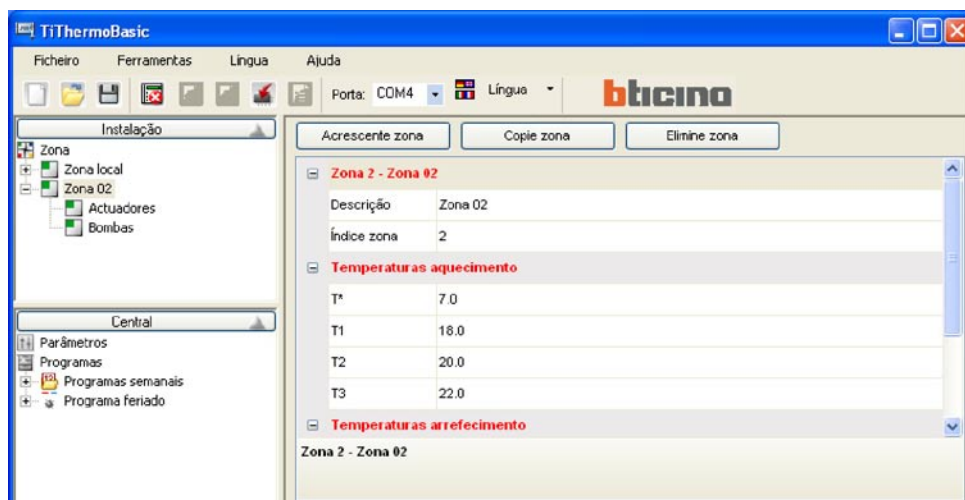 TiThermoBasic
Ficheiro Ferramentas Língua Ajuda
Porta: COM4 Língua bticino
Instalação
Zona
Zona local
Zona 02
Actuadores
Bombas
Central
Parâmetros
Programas
Programas semanais
Programa feriado
Acrescente zona Copie zona Elimine zona
Zona 2 - Zona 02
Descrição Zona 02
Índice zona 2
Temperaturas aquecimento
T* 7.0
T1 18.0
T2 20.0
T3 22.0
Temperaturas arrefecimento
Zona 2 - Zona 02